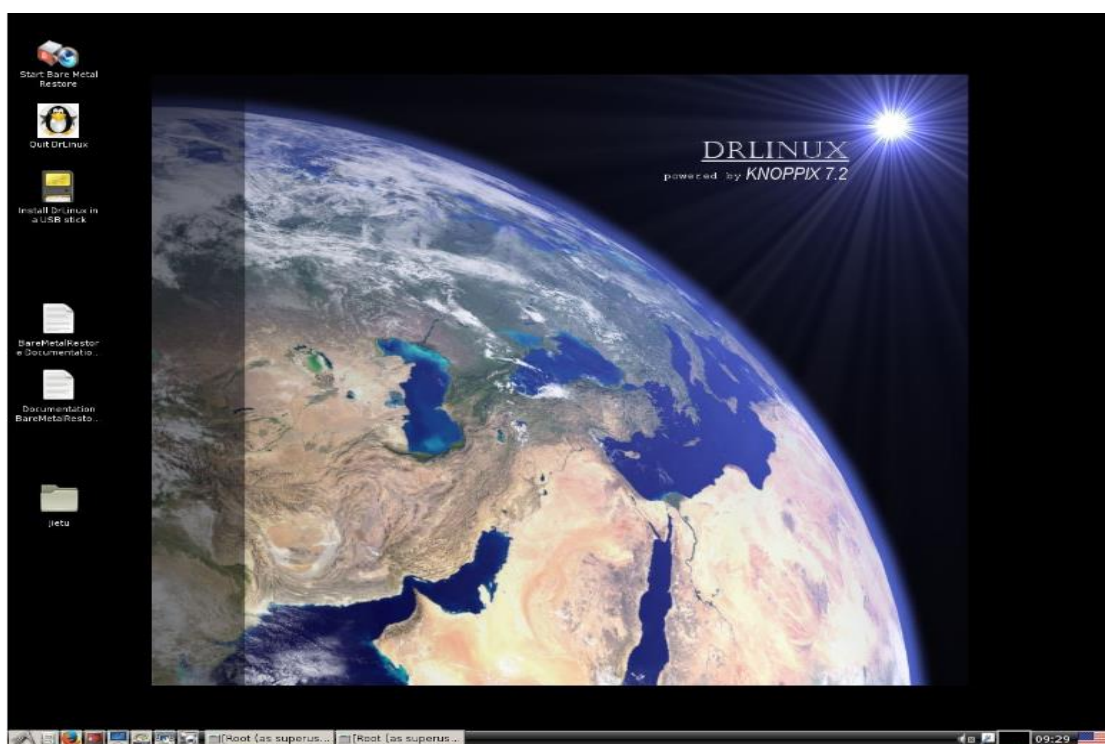 Start Bare Metal
Restore
Quit DrLinux
Install DrLinux in
a USB stick
BareMetalRestor
e Documentatio..
Documentation
BareMetalResto..
jietu
DRLINUX
powered by KNOPPIX 7.2
[Root (as superus...
[Root (as superus...
09:29